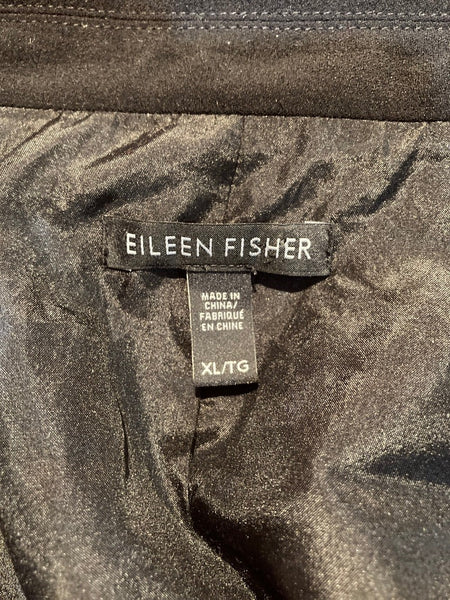 EILEEN FISHER
MADE IN
CHINA/
FABRIQUÉ
EN CHINE
XL/TG